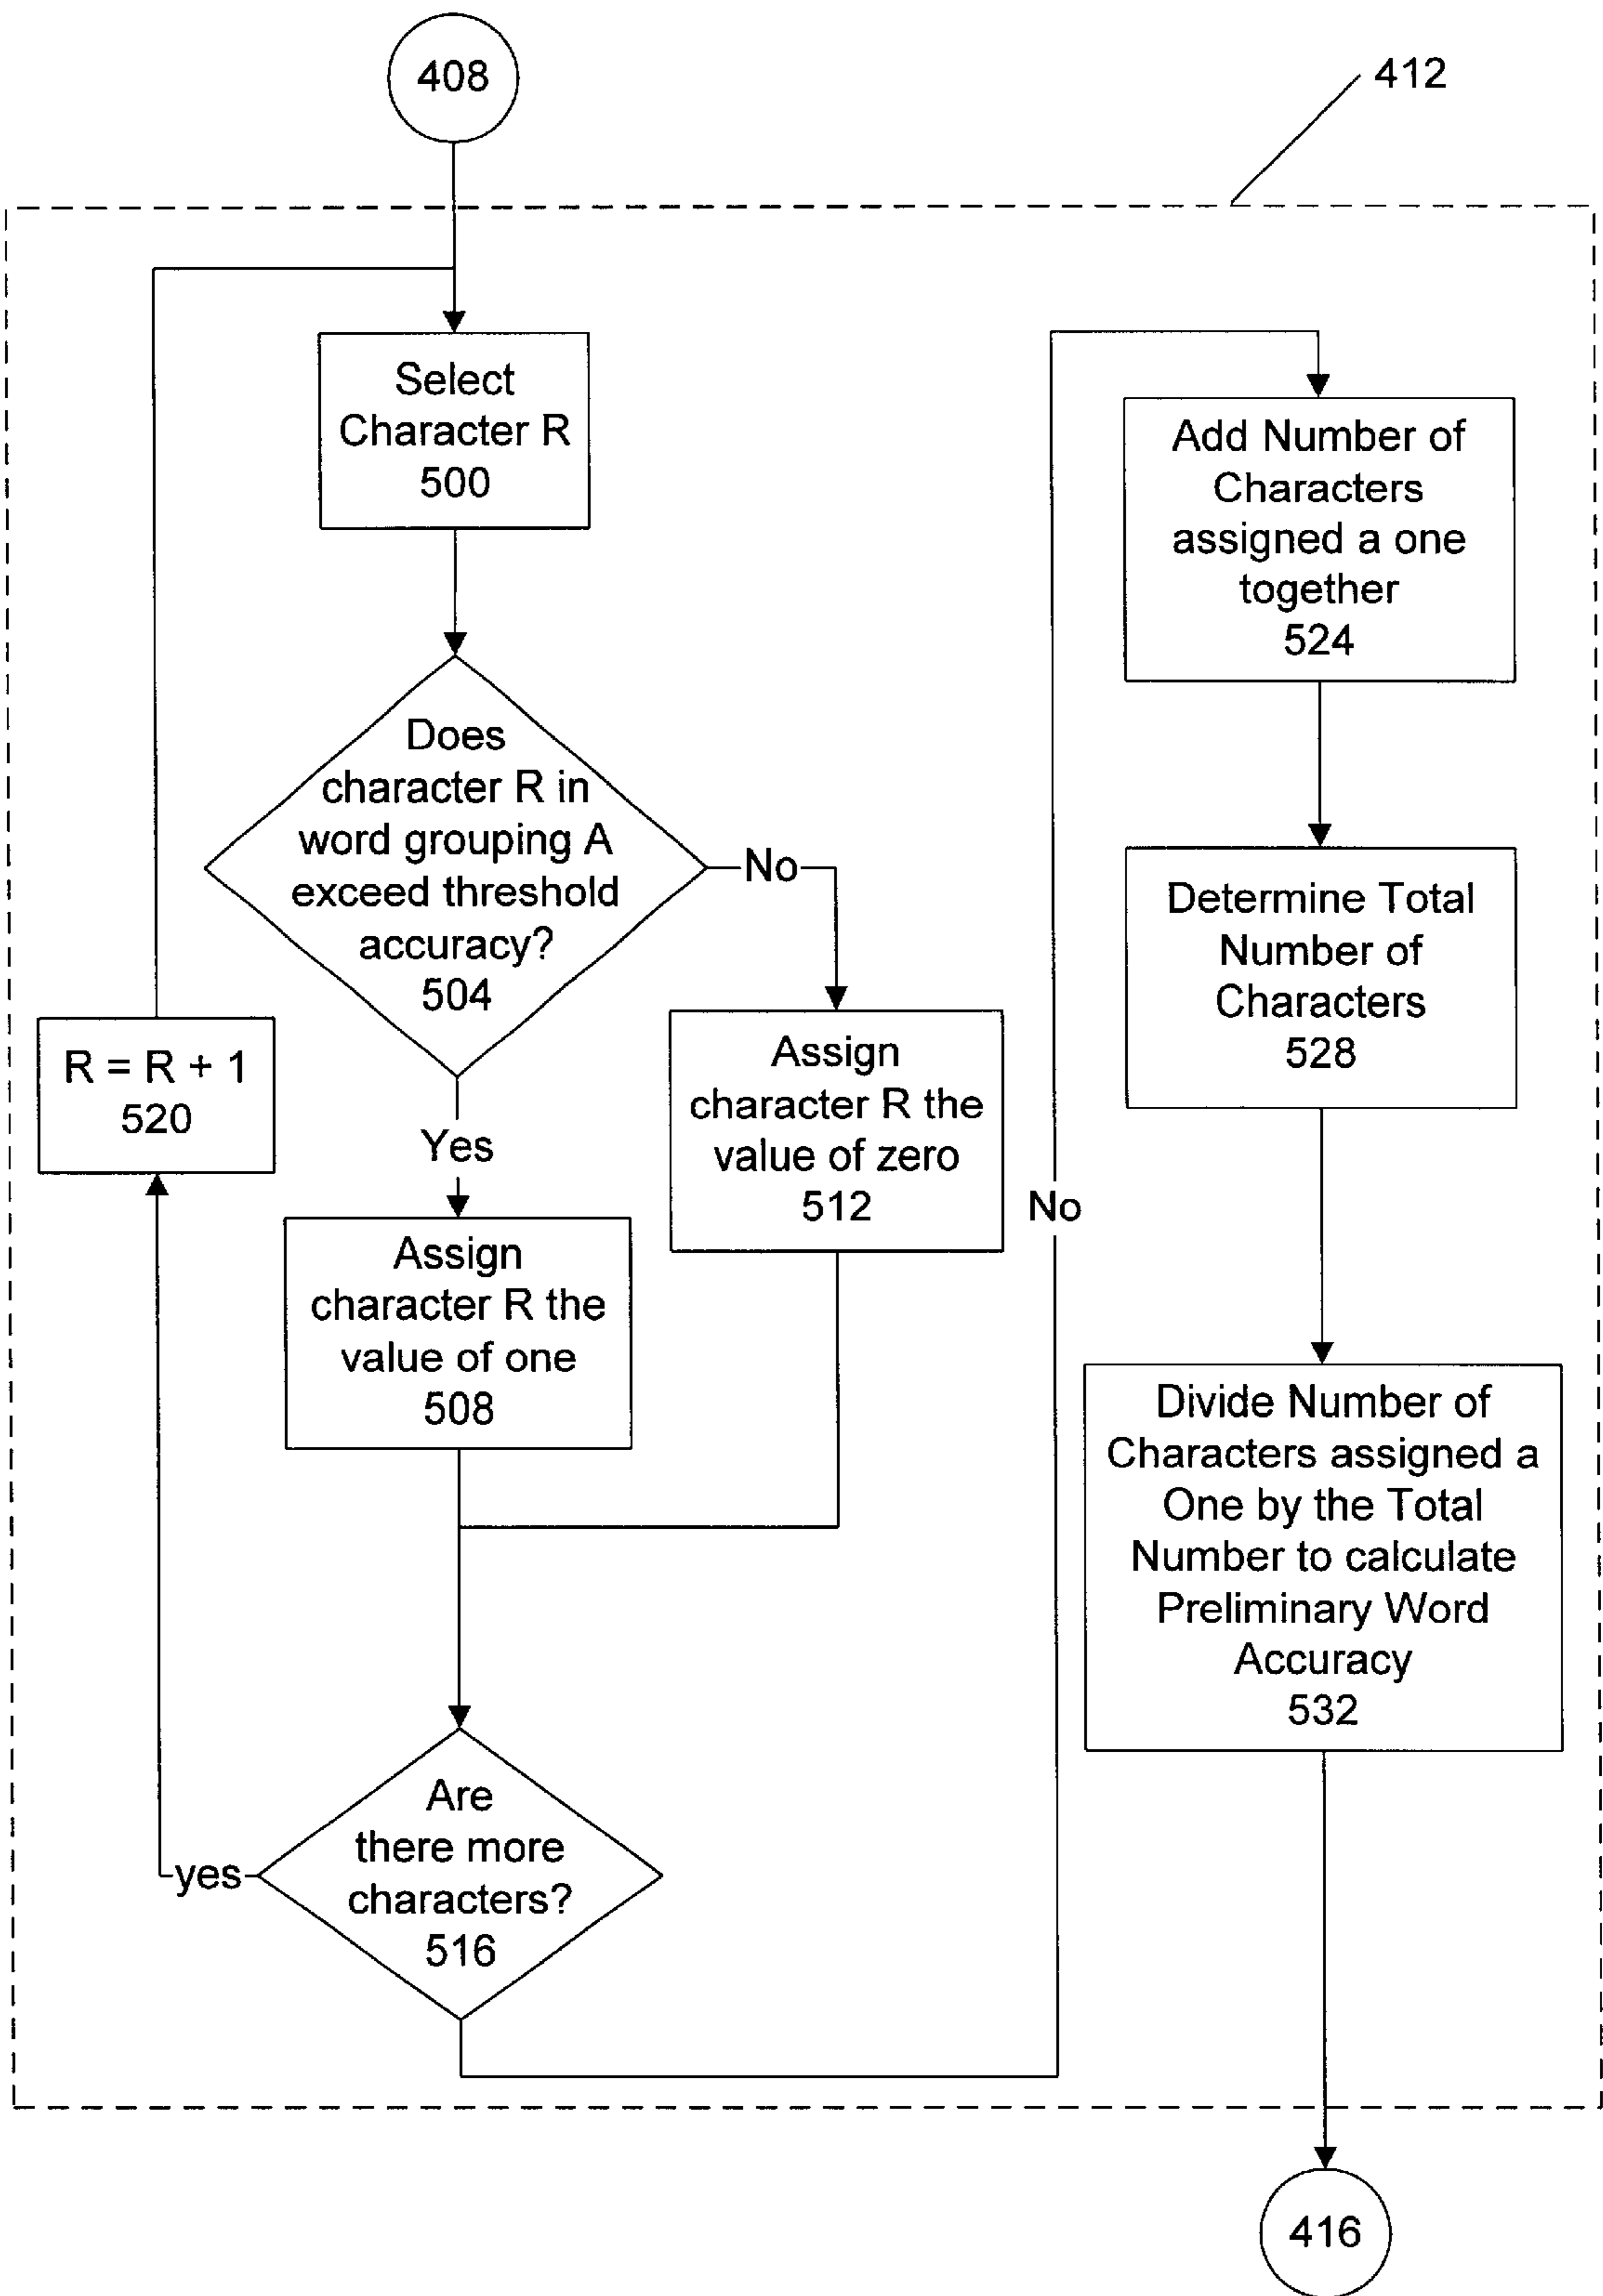 408
412
Select
Character R
500
Does
character R in
word grouping A
exceed threshold
accuracy?
504
No
R = R + 1
520
Yes
Assign
character R the
value of zero
512
Assign
character R the
value of one
508
Are
there more
characters?
516
yes
No
Add Number of
Characters
assigned a one
together
524
Determine Total
Number of
Characters
528
Divide Number of
Characters assigned a
One by the Total
Number to calculate
Preliminary Word
Accuracy
532
416